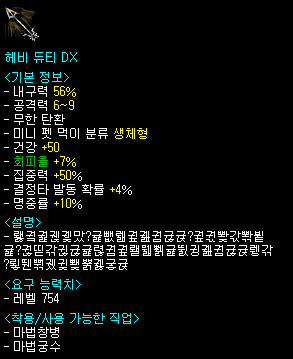 헤비 듀티 DX
<기본 정보>
- 내구력 56%
- 공격력 6~9
- 무한 탄환
- 미니 펫 먹이 분류 생체형
- 건강 +50
- 회피율 +7%
- 집중력 +50%
- 결정타 발동 확률 +4%
- 명중률 +10%
<설명>
<요구 능력치>
- 레벨 754
<착용/사용 가능한 직업>
- 마법창병
- 마법궁수